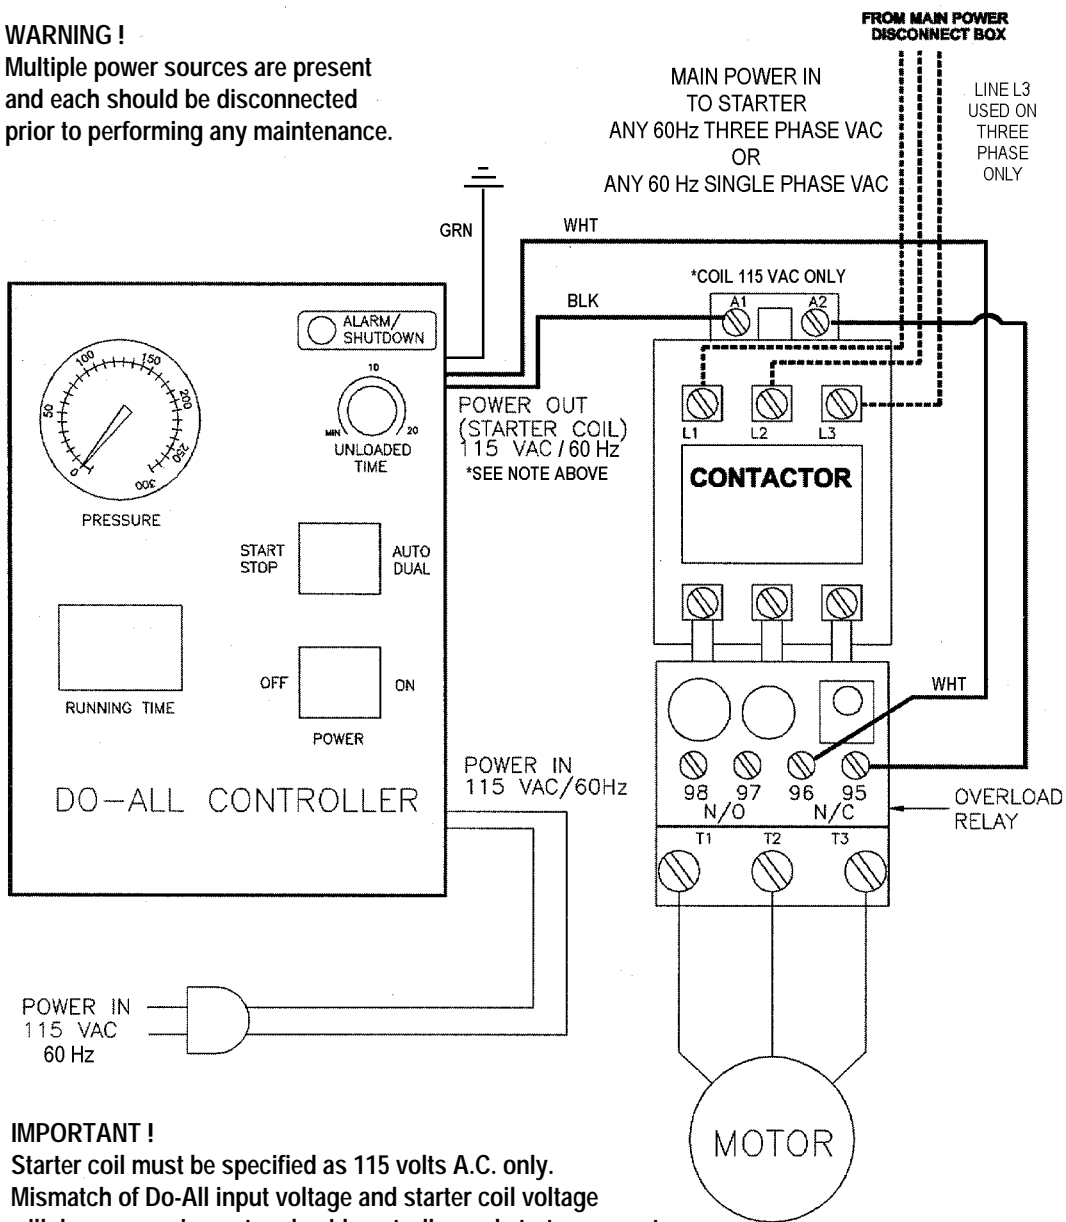 WARNING !
Multiple power sources are present
and each should be disconnected
prior to performing any maintenance.
FROM MAIN POWER
DISCONNECT BOX
MAIN POWER IN
TO STARTER
ANY 60Hz THREE PHASE VAC
OR
ANY 60 Hz SINGLE PHASE VAC
LINE L3
USED ON
THREE
PHASE
ONLY
GRN
WHT
BLK
*COIL 115 VAC ONLY
A1
A2
ALARM/
SHUTDOWN
0
50
100
150
200
250
300
PRESSURE
10
MIN
20
UNLOADED
TIME
POWER OUT
(STARTER COIL)
115 VAC/60 Hz
*SEE NOTE ABOVE
L1
L2
L3
CONTACTOR
START
STOP
AUTO
DUAL
RUNNING TIME
OFF
ON
POWER
DO-ALL CONTROLLER
WHT
POWER IN
115 VAC/60Hz
98
97
96
95
N/O
N/C
OVERLOAD
RELAY
T1
T2
T3
POWER IN
115 VAC
60 Hz
MOTOR
IMPORTANT !
Starter coil must be specified as 115 volts A.C. only.
Mismatch of Do-All input voltage and starter coil voltage